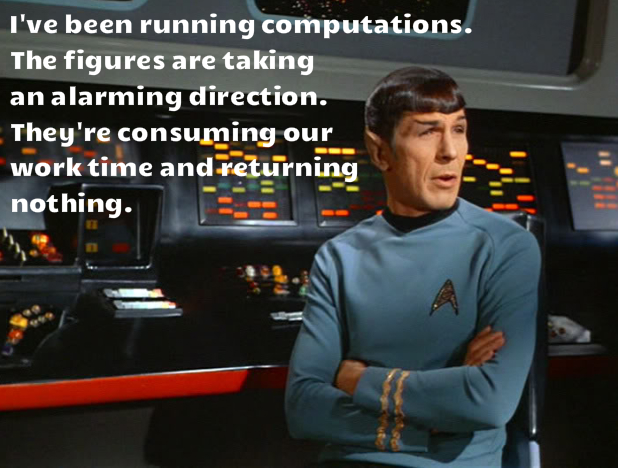 I've been running computations.
The figures are taking
an alarming direction.
They're consuming our
work time and returning
nothing.